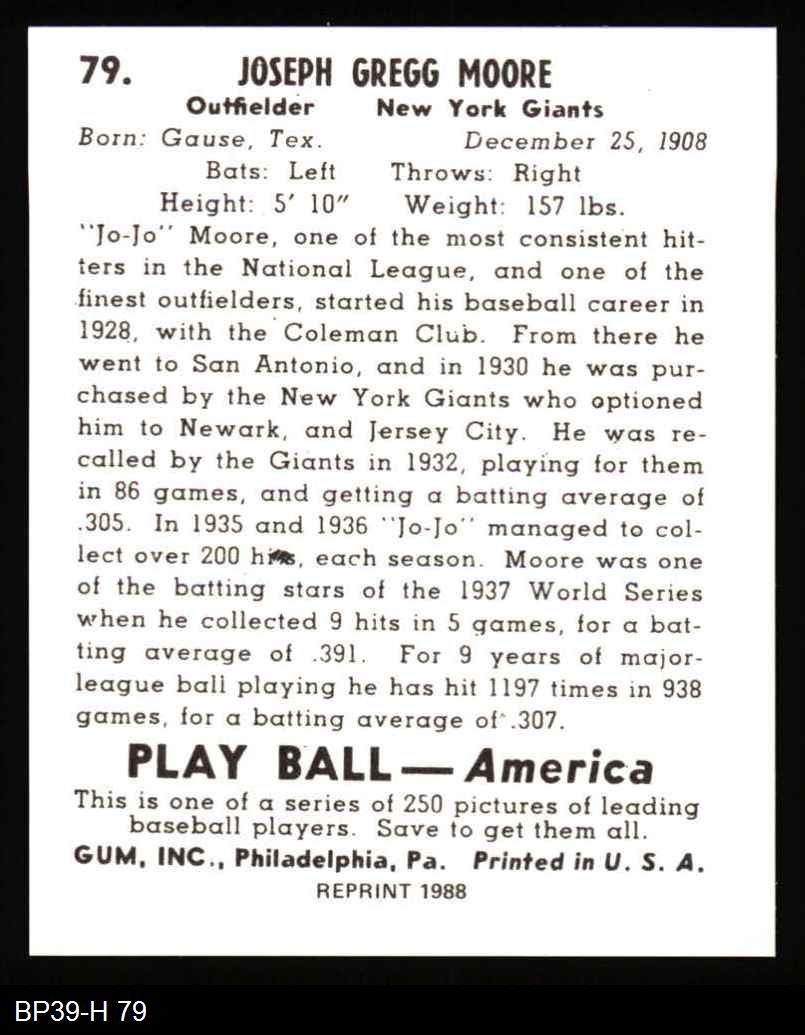 79. JOSEPH GREGG MOORE
Outfielder New York Giants
Born: Gause, Tex. December 25, 1908
Bats: Left Throws: Right
Height: 5' 10" Weight: 157 lbs.
"Jo-Jo" Moore, one of the most consistent hit-
ters in the National League, and one of the
finest outfielders, started his baseball career in
1928, with the Coleman Club. From there he
went to San Antonio, and in 1930 he was pur-
chased by the New York Giants who optioned
him to Newark, and Jersey City. He was re-
called by the Giants in 1932, playing for them
in 86 games, and getting a batting average of
.305. In 1935 and 1936 "Jo-Jo" managed to col-
lect over 200 hits, each season. Moore was one
of the batting stars of the 1937 World Series
when he collected 9 hits in 5 games, for a bat-
ting average of .391. For 9 years of major-
league ball playing he has hit 1197 times in 938
games, for a batting average of .307.
PLAY BALL — America
This is one of a series of 250 pictures of leading
baseball players. Save to get them all.
GUM, INC., Philadelphia, Pa. Printed in U. S. A.
REPRINT 1988
BP39-H 79